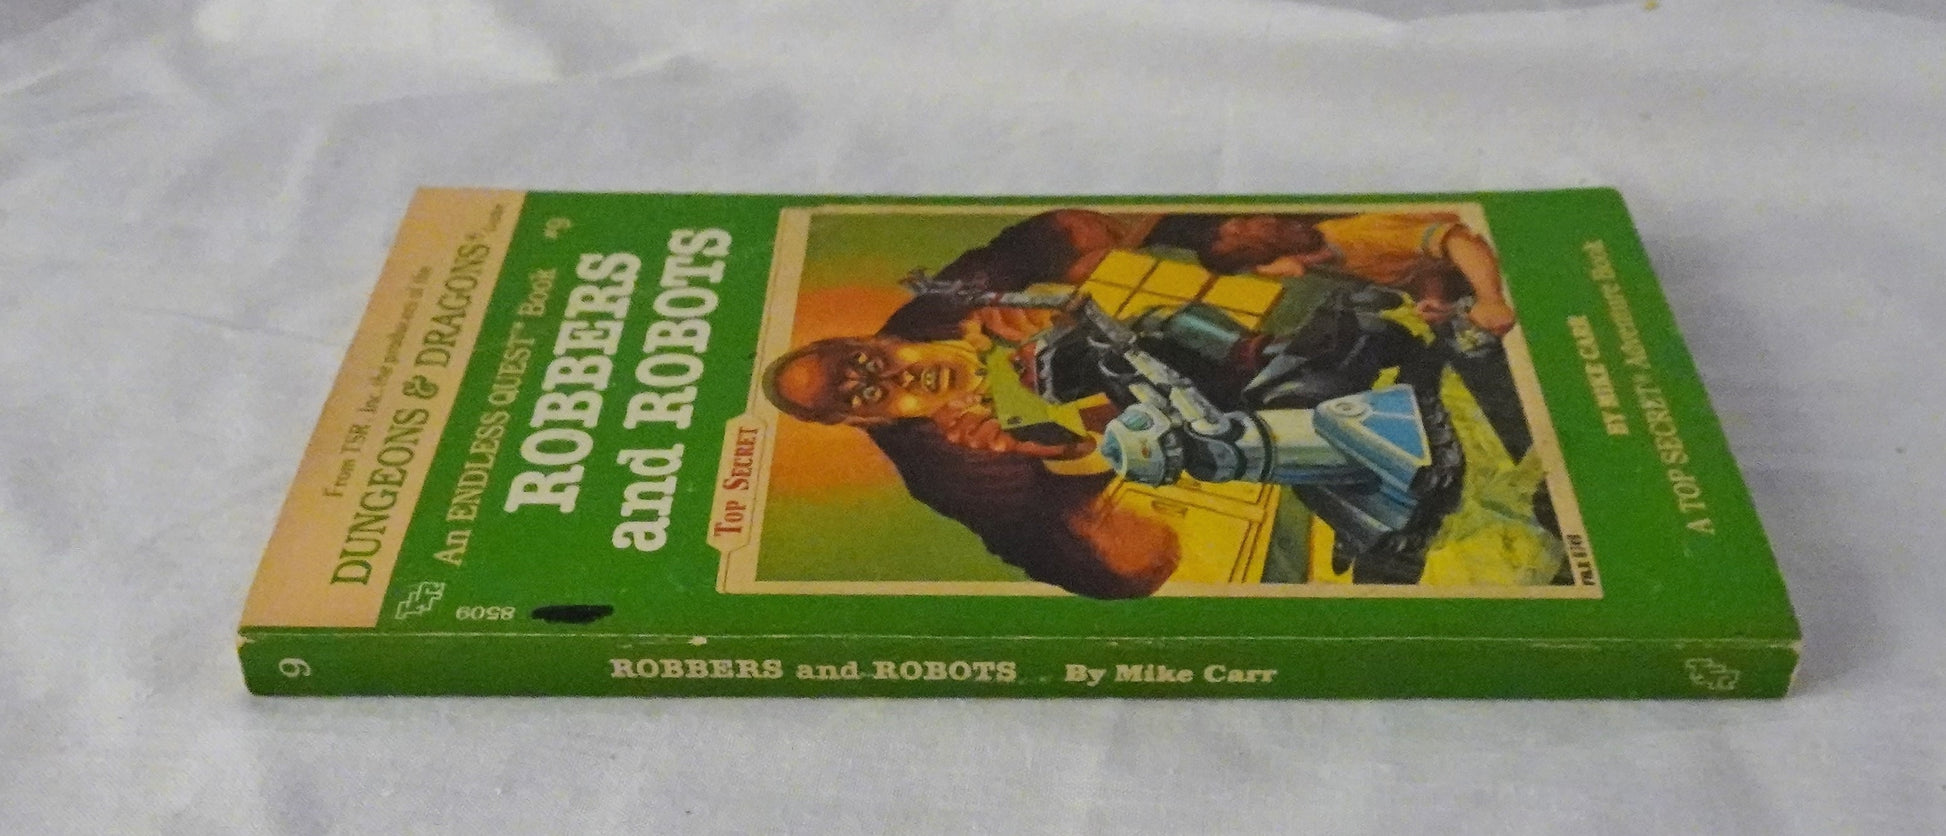 From TSR, Inc. the producers of the
DUNGEONS & DRAGONS® Game
An ENDLESS QUEST™ Book #9
ROBBERS
and ROBOTS
TOP SECRET
BY MIKE CARR
A TOP SECRET® Adventure Book
8509
9
ROBBERS and ROBOTS By Mike Carr